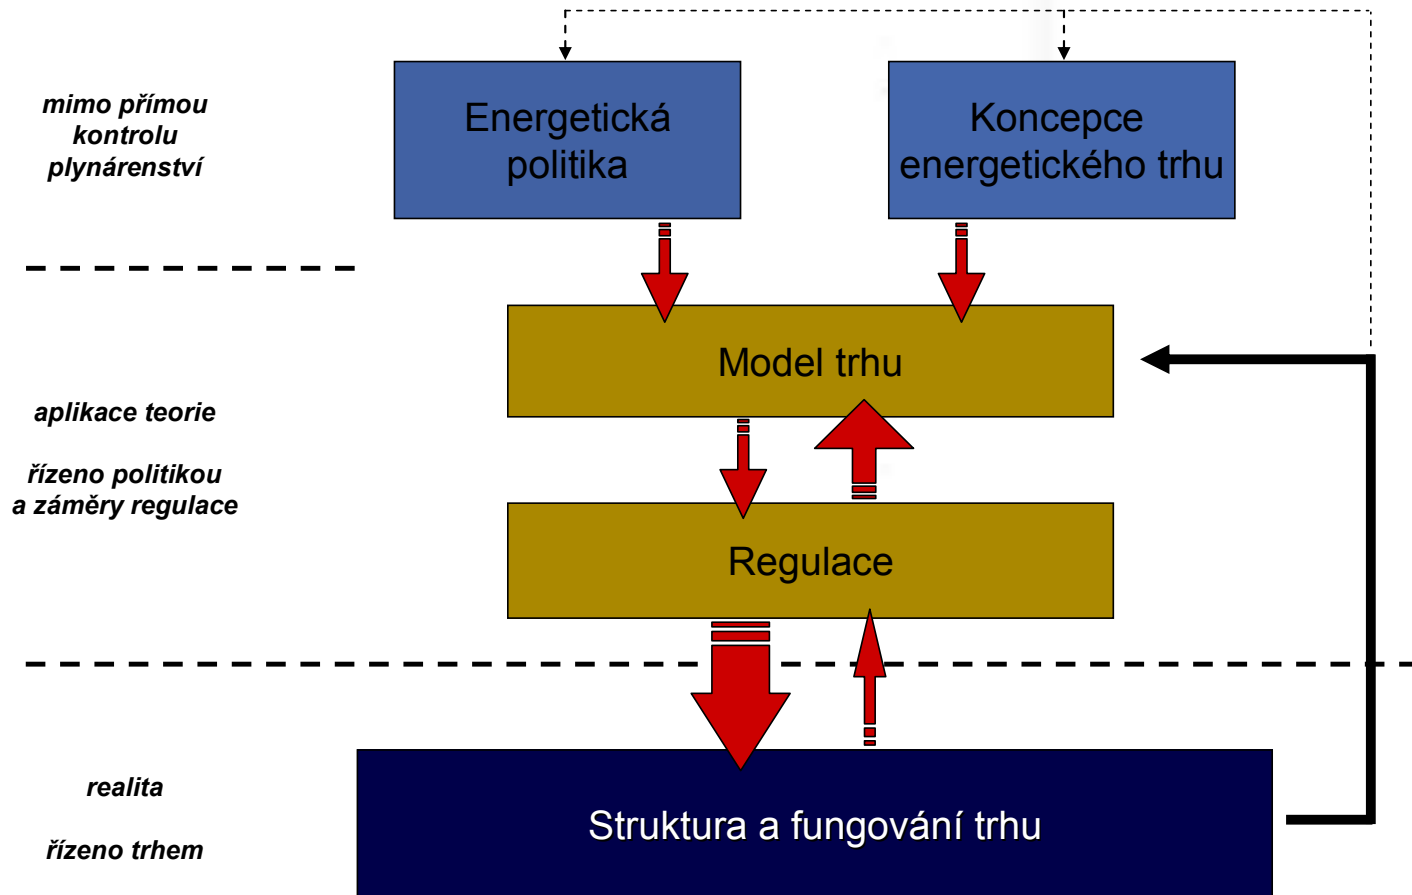 mimo přímou
kontrolu
plynárenství
Energetická
politika
Koncepce
energetického trhu
Model trhu
aplikace teorie
řízeno politikou
a záměry regulace
Regulace
realita
řízeno trhem
Struktura a fungování trhu